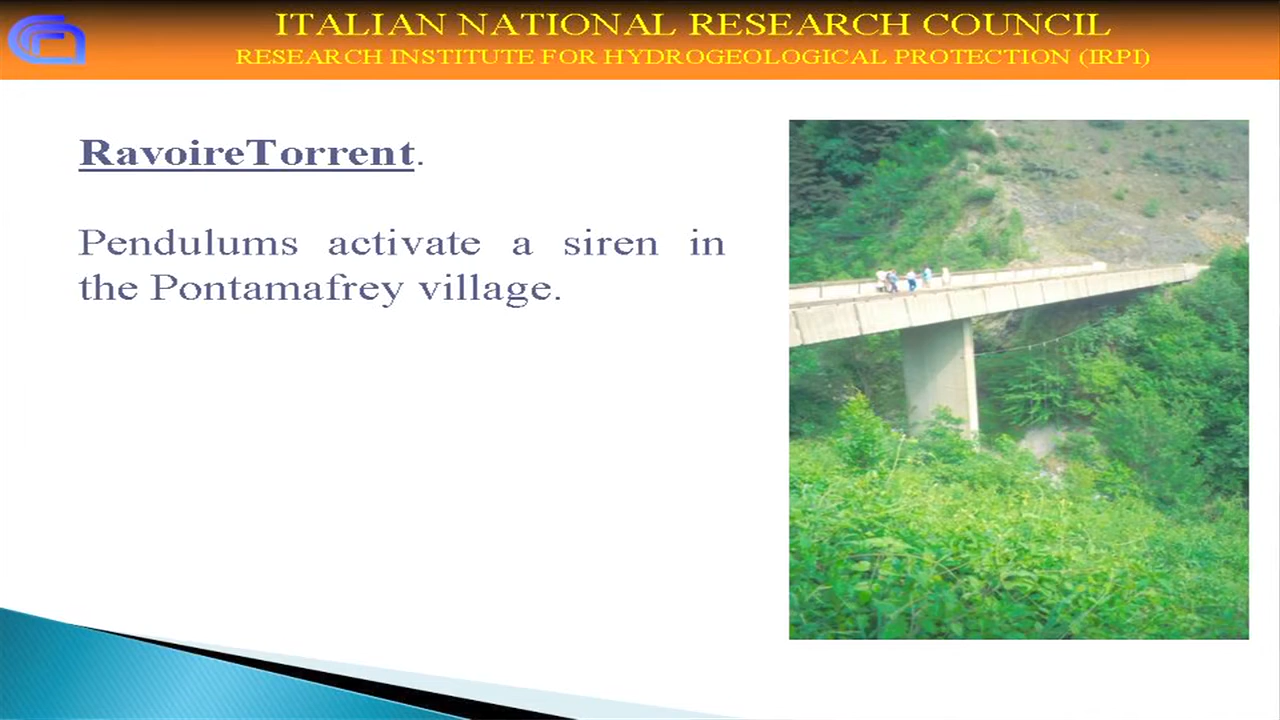 ITALIAN NATIONAL RESEARCH COUNCIL
RESEARCH INSTITUTE FOR HYDROGEOLOGICAL PROTECTION (IRPI)
RavoireTorrent.
Pendulums activate a siren in
the Pontamafrey village.